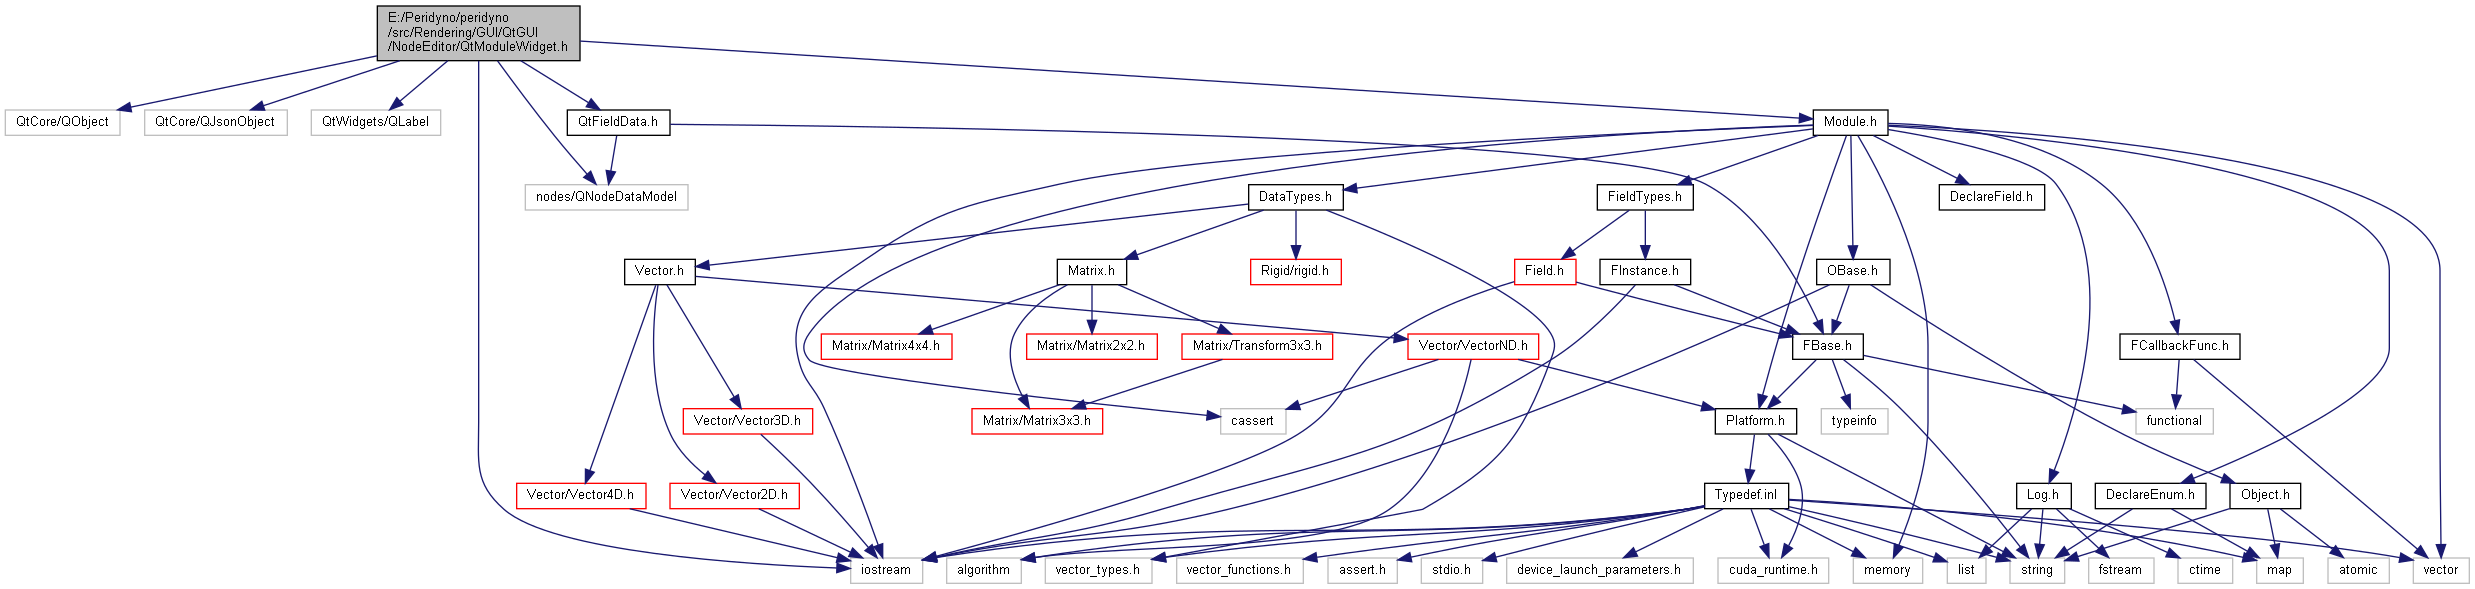 E:/Peridyno/peridyno
/src/Rendering/GUI/QtGUI
/NodeEditor/QtModuleWidget.h
QtCore/QObject
QtCore/QJsonObject
QtWidgets/QLabel
QtFieldData.h
Module.h
nodes/QNodeDataModel
DataTypes.h
FieldTypes.h
DeclareField.h
Vector.h
Matrix.h
Rigid/rigid.h
Field.h
FInstance.h
OBase.h
Matrix/Matrix4x4.h
Matrix/Matrix2x2.h
Matrix/Transform3x3.h
Vector/VectorND.h
FBase.h
FCallbackFunc.h
Vector/Vector3D.h
Matrix/Matrix3x3.h
cassert
Platform.h
typeinfo
functional
Vector/Vector4D.h
Vector/Vector2D.h
Typedef.inl
Log.h
DeclareEnum.h
Object.h
iostream
algorithm
vector_types.h
vector_functions.h
assert.h
stdio.h
device_launch_parameters.h
cuda_runtime.h
memory
list
string
fstream
ctime
map
atomic
vector